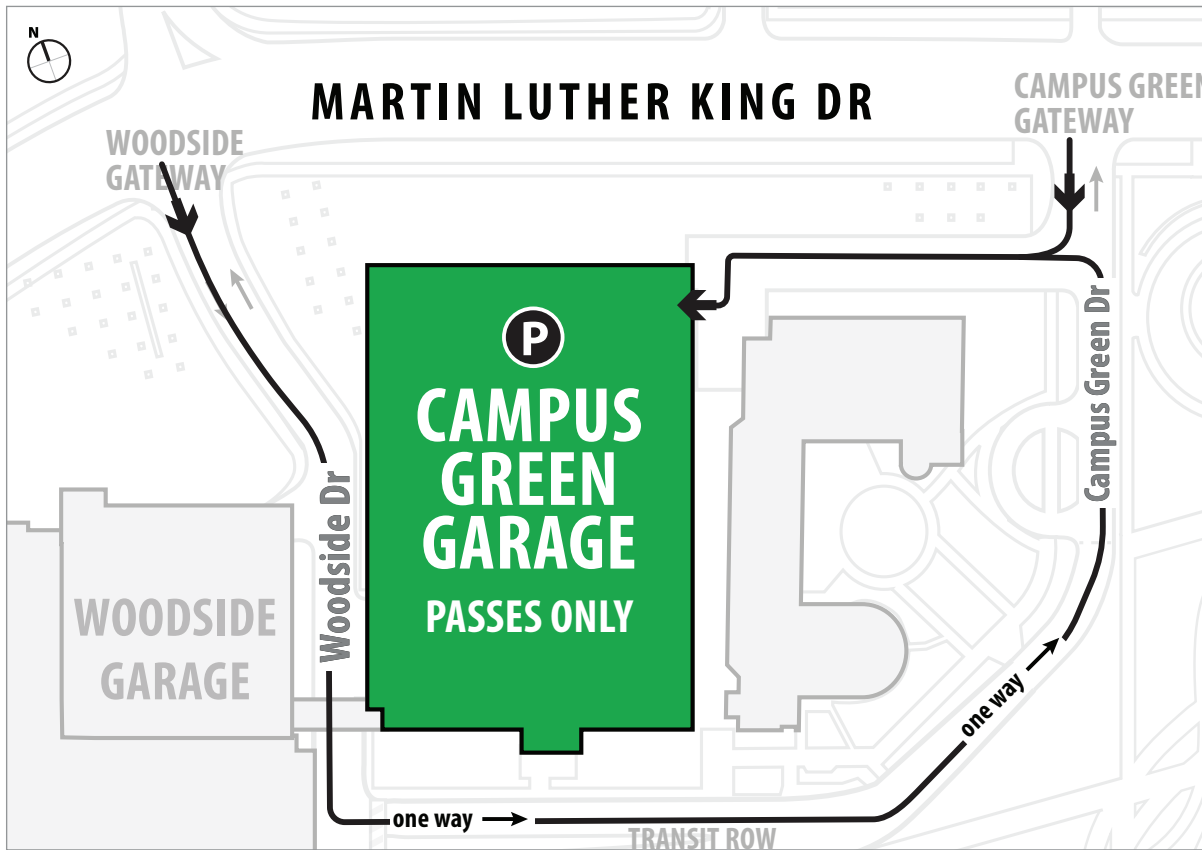 N
MARTIN LUTHER KING DR
CAMPUS GREEN
GATEWAY
WOODSIDE
GATEWAY
P
CAMPUS
GREEN
GARAGE
PASSES ONLY
Campus Green Dr
Woodside Dr
WOODSIDE
GARAGE
one way
one way
TRANSIT ROW